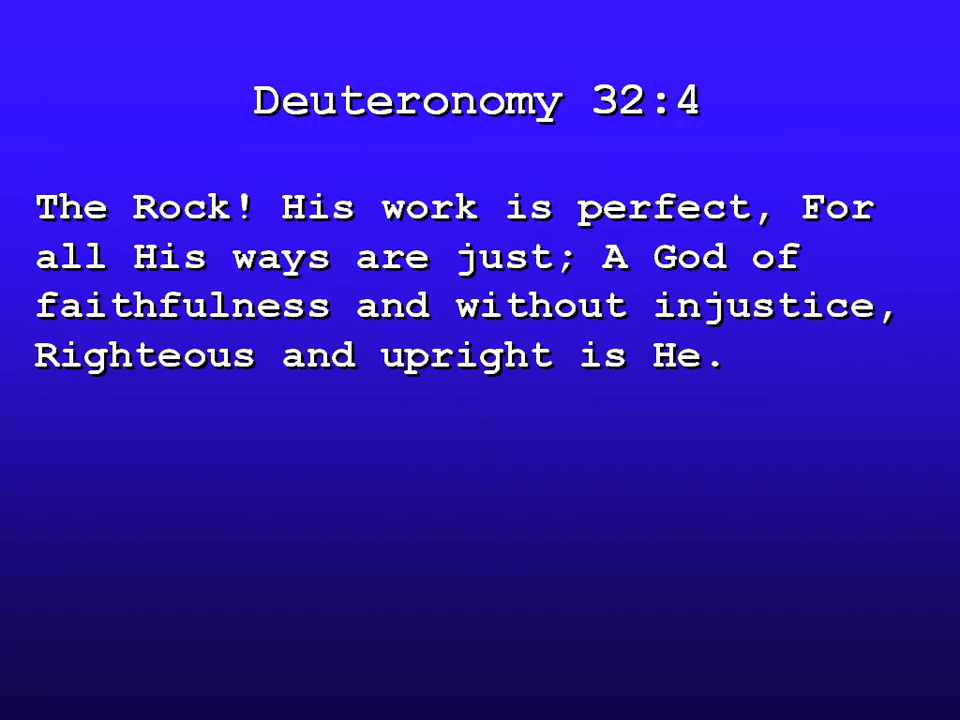 Deuteronomy 32:4
The Rock! His work is perfect, For
all His ways are just; A God of
faithfulness and without injustice,
Righteous and upright is He.